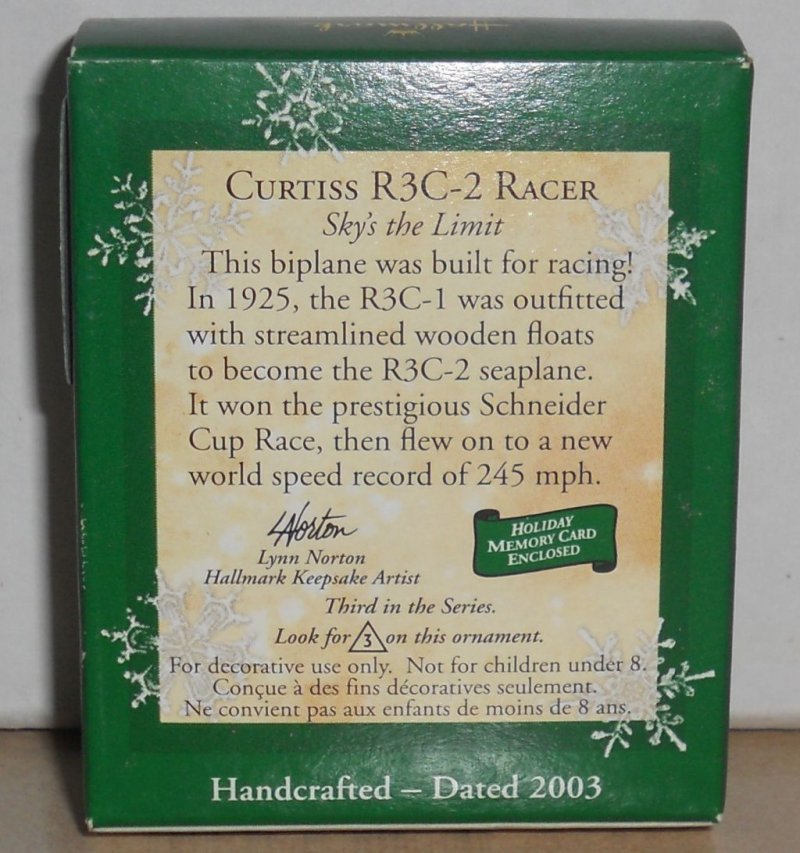 Hallmark
CURTISS R3C-2 RACER
Sky's the Limit
This biplane was built for racing!
In 1925, the R3C-1 was outfitted
with streamlined wooden floats
to become the R3C-2 seaplane.
It won the prestigious Schneider
Cup Race, then flew on to a new
world speed record of 245 mph.
LNorton
Lynn Norton
Hallmark Keepsake Artist
HOLIDAY
MEMORY CARD
ENCLOSED
Third in the Series.
Look for 3 on this ornament.
For decorative use only. Not for children under 8.
Conçue à des fins décoratives seulement.
Ne convient pas aux enfants de moins de 8 ans.
Handcrafted – Dated 2003